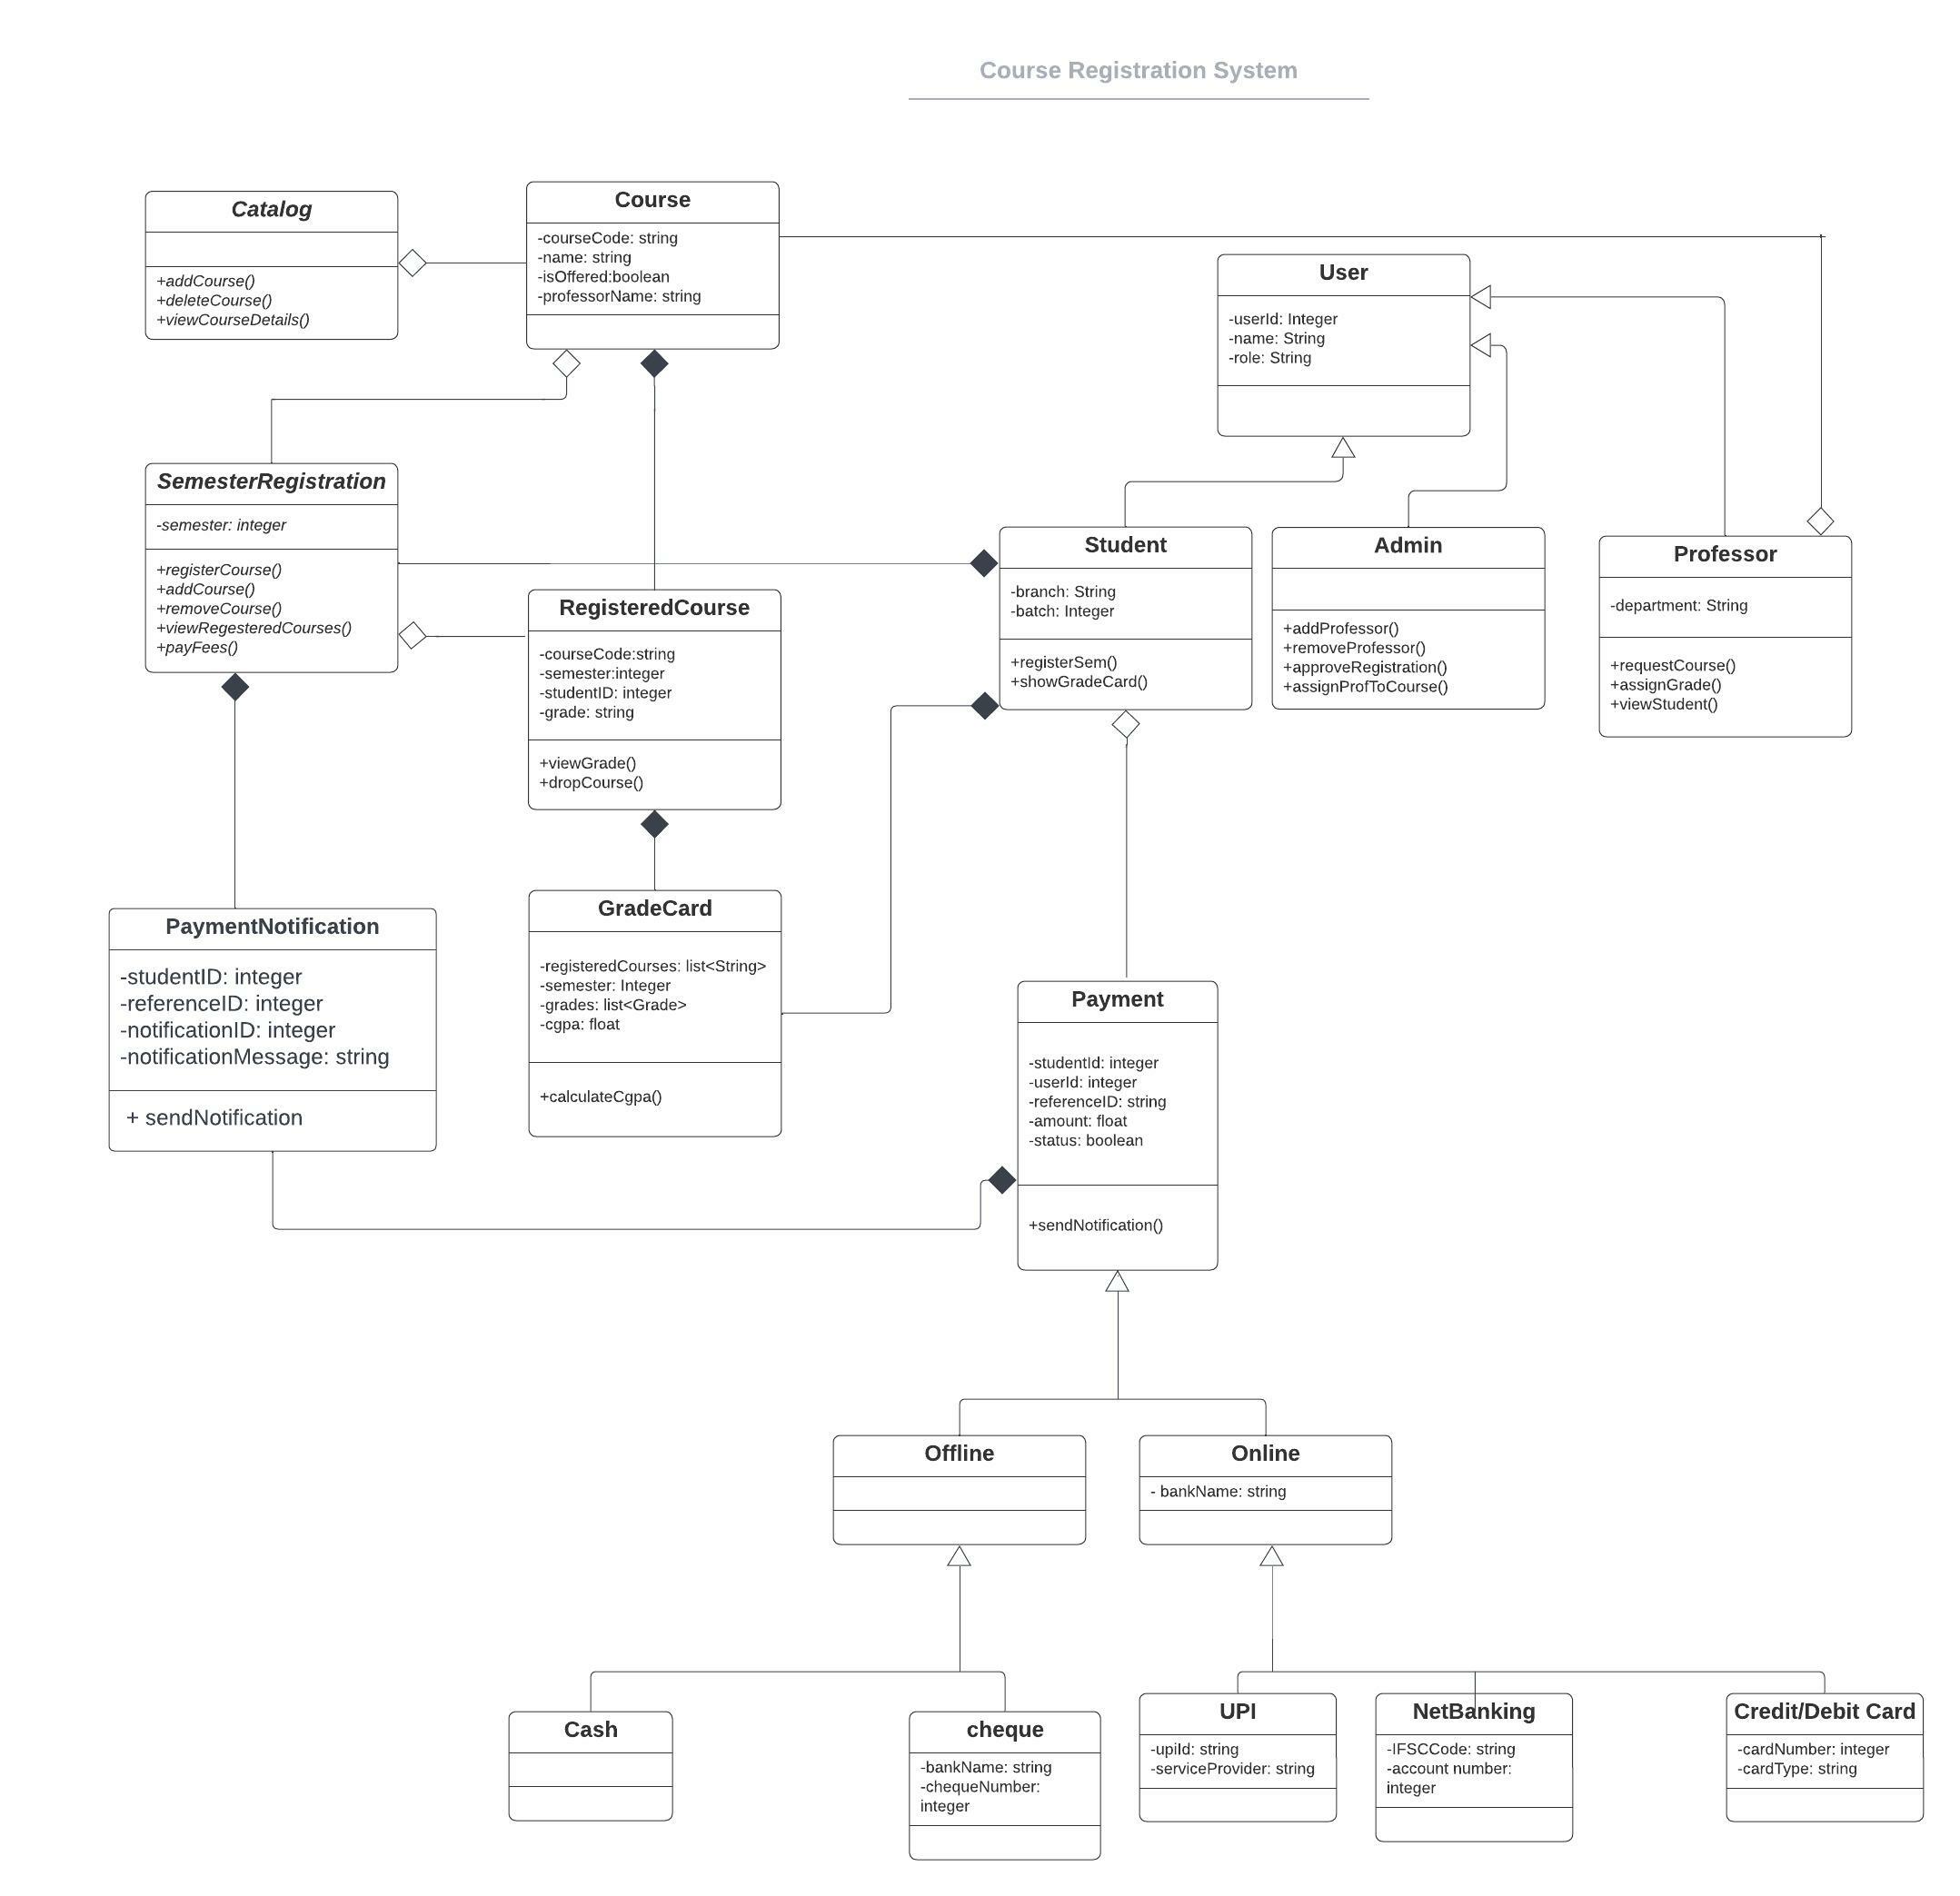 Course Registration System
Catalog
+addCourse()
+deleteCourse()
+viewCourseDetails()
Course
-courseCode: string
-name: string
-isOffered:boolean
-professorName: string
User
-userId: Integer
-name: String
-role: String
SemesterRegistration
-semester: integer
+registerCourse()
+addCourse()
+removeCourse()
+viewRegesteredCourses()
+payFees()
RegisteredCourse
-courseCode:string
-semester:integer
-studentID: integer
-grade: string
+viewGrade()
+dropCourse()
Student
-branch: String
-batch: Integer
+registerSem()
+showGradeCard()
Admin
+addProfessor()
+removeProfessor()
+approveRegistration()
+assignProfToCourse()
Professor
-department: String
+requestCourse()
+assignGrade()
+viewStudent()
PaymentNotification
-studentID: integer
-referenceID: integer
-notificationID: integer
-notificationMessage: string
+ sendNotification
GradeCard
-registeredCourses: list<String>
-semester: Integer
-grades: list<Grade>
-cgpa: float
+calculateCgpa()
Payment
-studentId: integer
-userId: integer
-referenceID: string
-amount: float
-status: boolean
+sendNotification()
Offline
Online
- bankName: string
Cash
cheque
-bankName: string
-chequeNumber:
integer
UPI
-upiId: string
-serviceProvider: string
NetBanking
-IFSCCode: string
-account number:
integer
Credit/Debit Card
-cardNumber: integer
-cardType: string